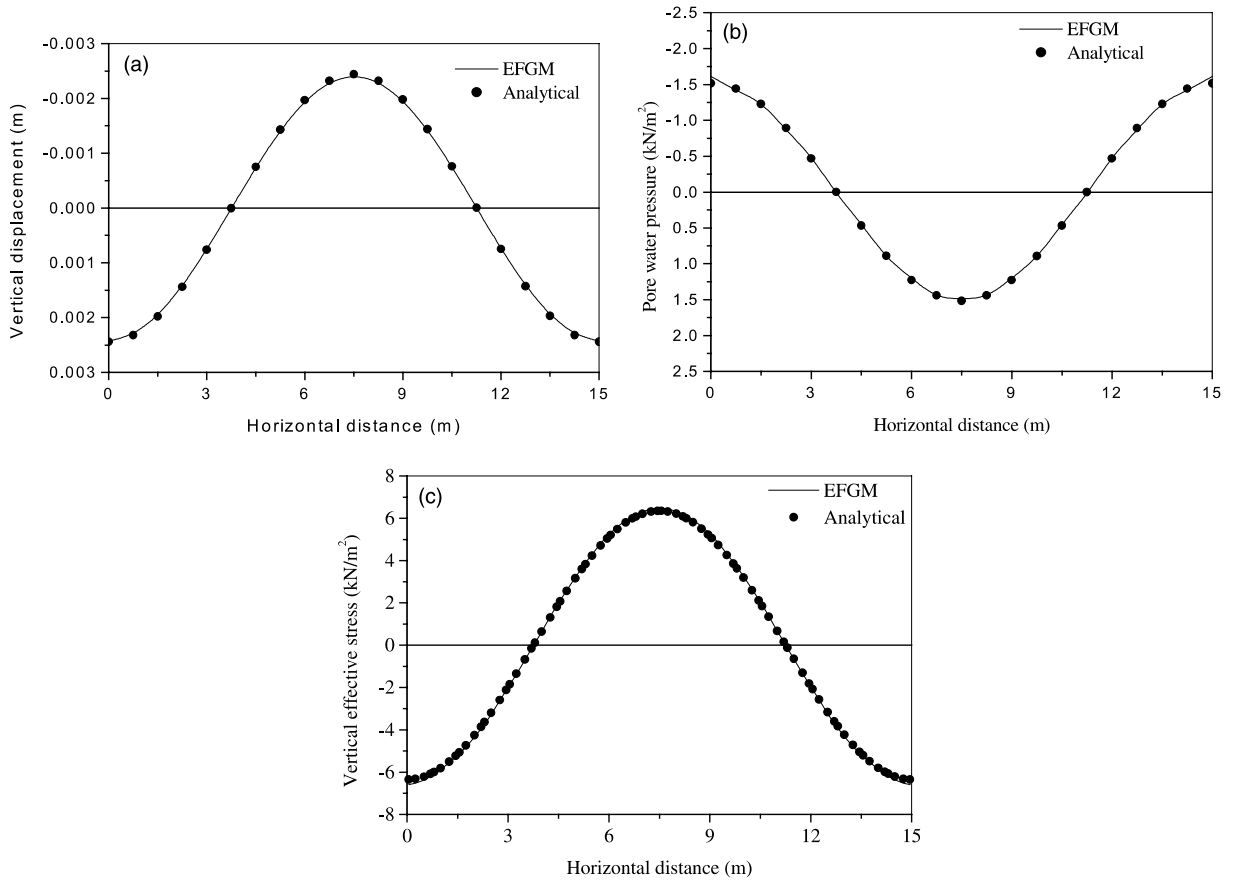 (a)
EFGM
Analytical
-0.003
-0.002
-0.001
0.000
0.001
0.002
0.003
Vertical displacement (m)
0 3 6 9 12 15
Horizontal distance (m)
(b)
EFGM
Analytical
-2.5
-2.0
-1.5
-1.0
-0.5
0.0
0.5
1.0
1.5
2.0
2.5
Pore water pressure (kN/m²)
0 3 6 9 12 15
Horizontal distance (m)
(c)
EFGM
Analytical
8
6
4
2
0
-2
-4
-6
-8
Vertical effective stress (kN/m²)
0 3 6 9 12 15
Horizontal distance (m)